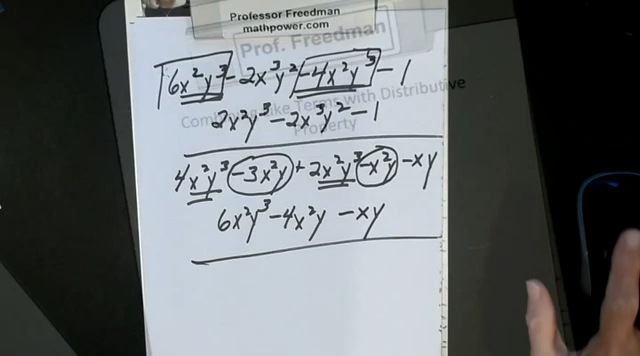 Professor Freedman
mathpower.com
Prof. Freedman
6x²y³ - 2x³y² - 4x²y³ - 1
Combining Like Terms with Distributive
Property
2x²y³ - 2x³y² - 1
4x²y³ - 3x²y + 2x²y³ - x²y - xy
6x²y³ - 4x²y - xy